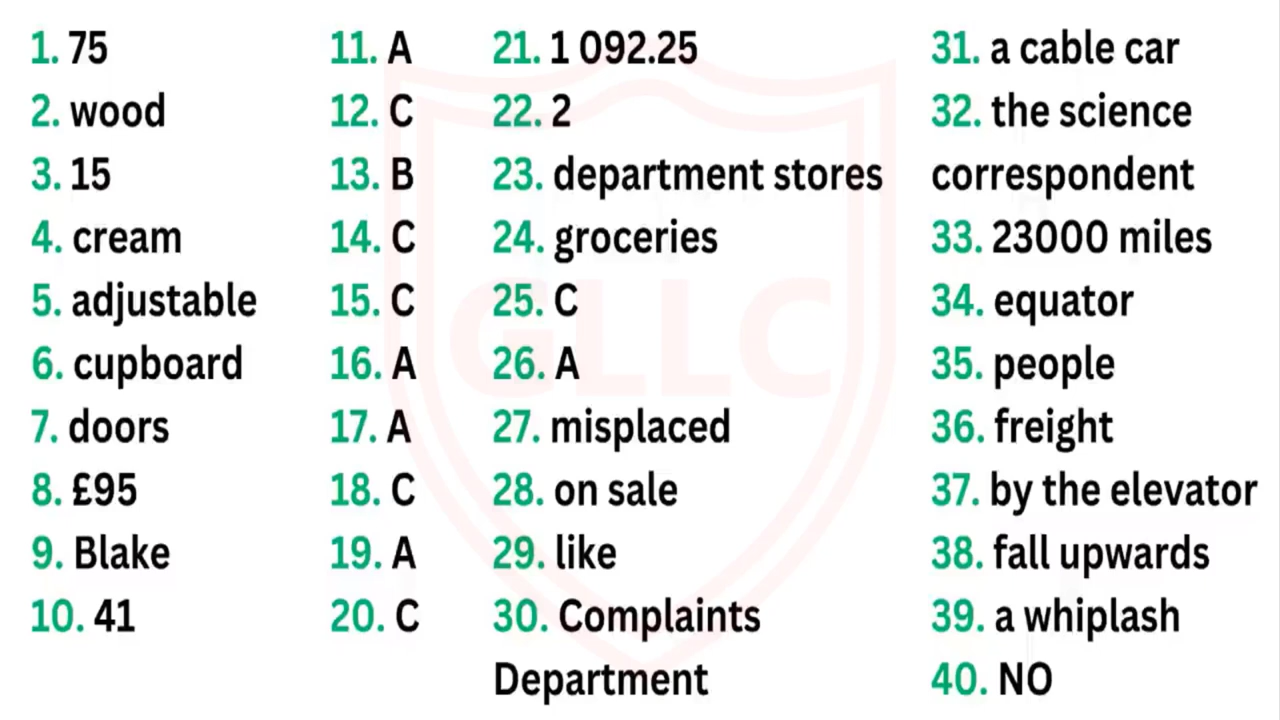 1. 75
2. wood
3. 15
4. cream
5. adjustable
6. cupboard
7. doors
8. £95
9. Blake
10. 41
11. A
12. C
13. B
14. C
15. C
16. A
17. A
18. C
19. A
20. C
21. 1 092.25
22. 2
23. department stores
24. groceries
25. C
26. A
27. misplaced
28. on sale
29. like
30. Complaints
Department
31. a cable car
32. the science
correspondent
33. 23000 miles
34. equator
35. people
36. freight
37. by the elevator
38. fall upwards
39. a whiplash
40. NO
GLLC